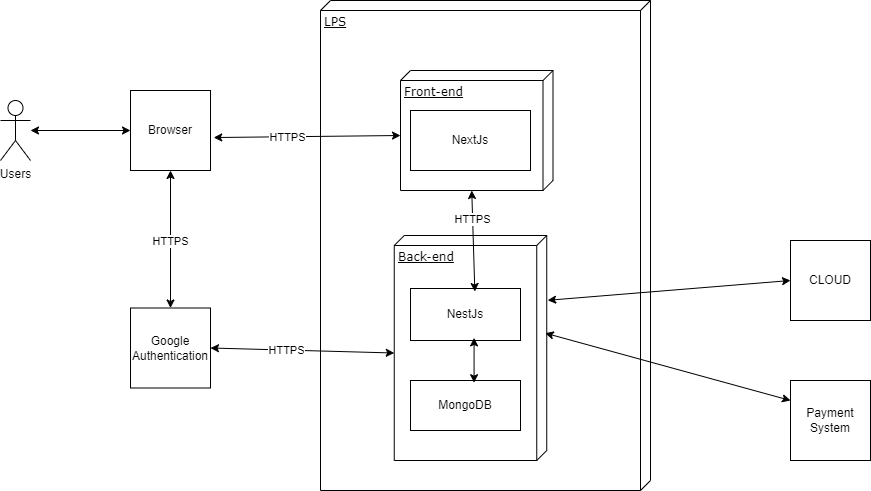 LPS
Front-end
NextJs
Browser
HTTPS
Users
HTTPS
HTTPS
Back-end
NestJs
MongoDB
Google
Authentication
HTTPS
CLOUD
Payment
System